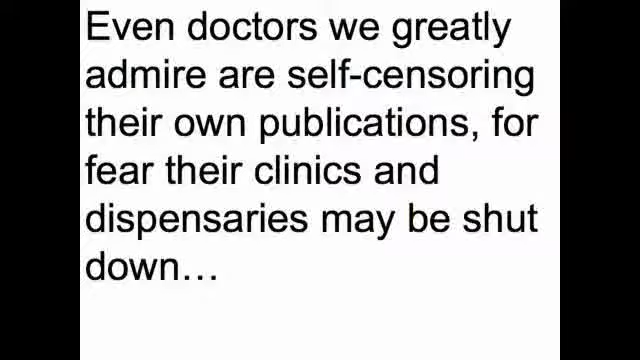 Even doctors we greatly
admire are self-censoring
their own publications, for
fear their clinics and
dispensaries may be shut
down…